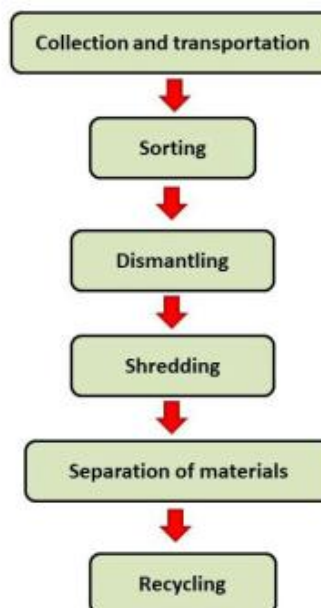 Collection and transportation
Sorting
Dismantling
Shredding
Separation of materials
Recycling